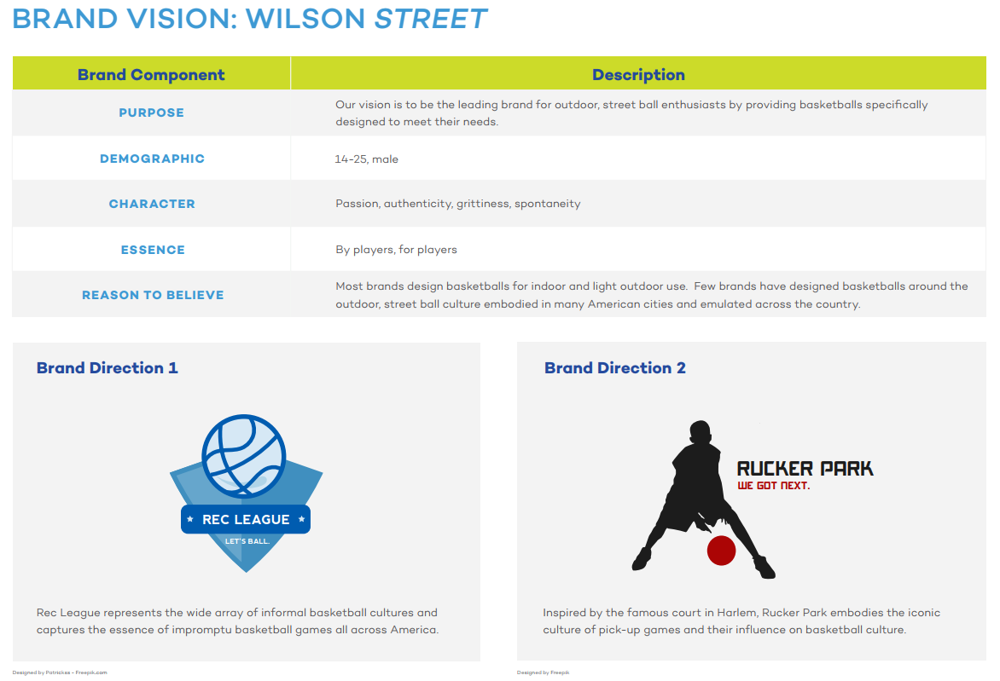 BRAND VISION: WILSON STREET
Brand Component
Description
PURPOSE
Our vision is to be the leading brand for outdoor, street ball enthusiasts by providing basketballs specifically
designed to meet their needs.
DEMOGRAPHIC
14-25, male
CHARACTER
Passion, authenticity, grittiness, spontaneity
ESSENCE
By players, for players
REASON TO BELIEVE
Most brands design basketballs for indoor and light outdoor use.  Few brands have designed basketballs around the
outdoor, street ball culture embodied in many American cities and emulated across the country.
Brand Direction 1
REC LEAGUE
LET'S BALL.
Rec League represents the wide array of informal basketball cultures and
captures the essence of impromptu basketball games all across America.
Designed by Patrickss - Freepik.com
Brand Direction 2
RUCKER PARK
WE GOT NEXT.
Inspired by the famous court in Harlem, Rucker Park embodies the iconic
culture of pick-up games and their influence on basketball culture.
Designed by Freepik